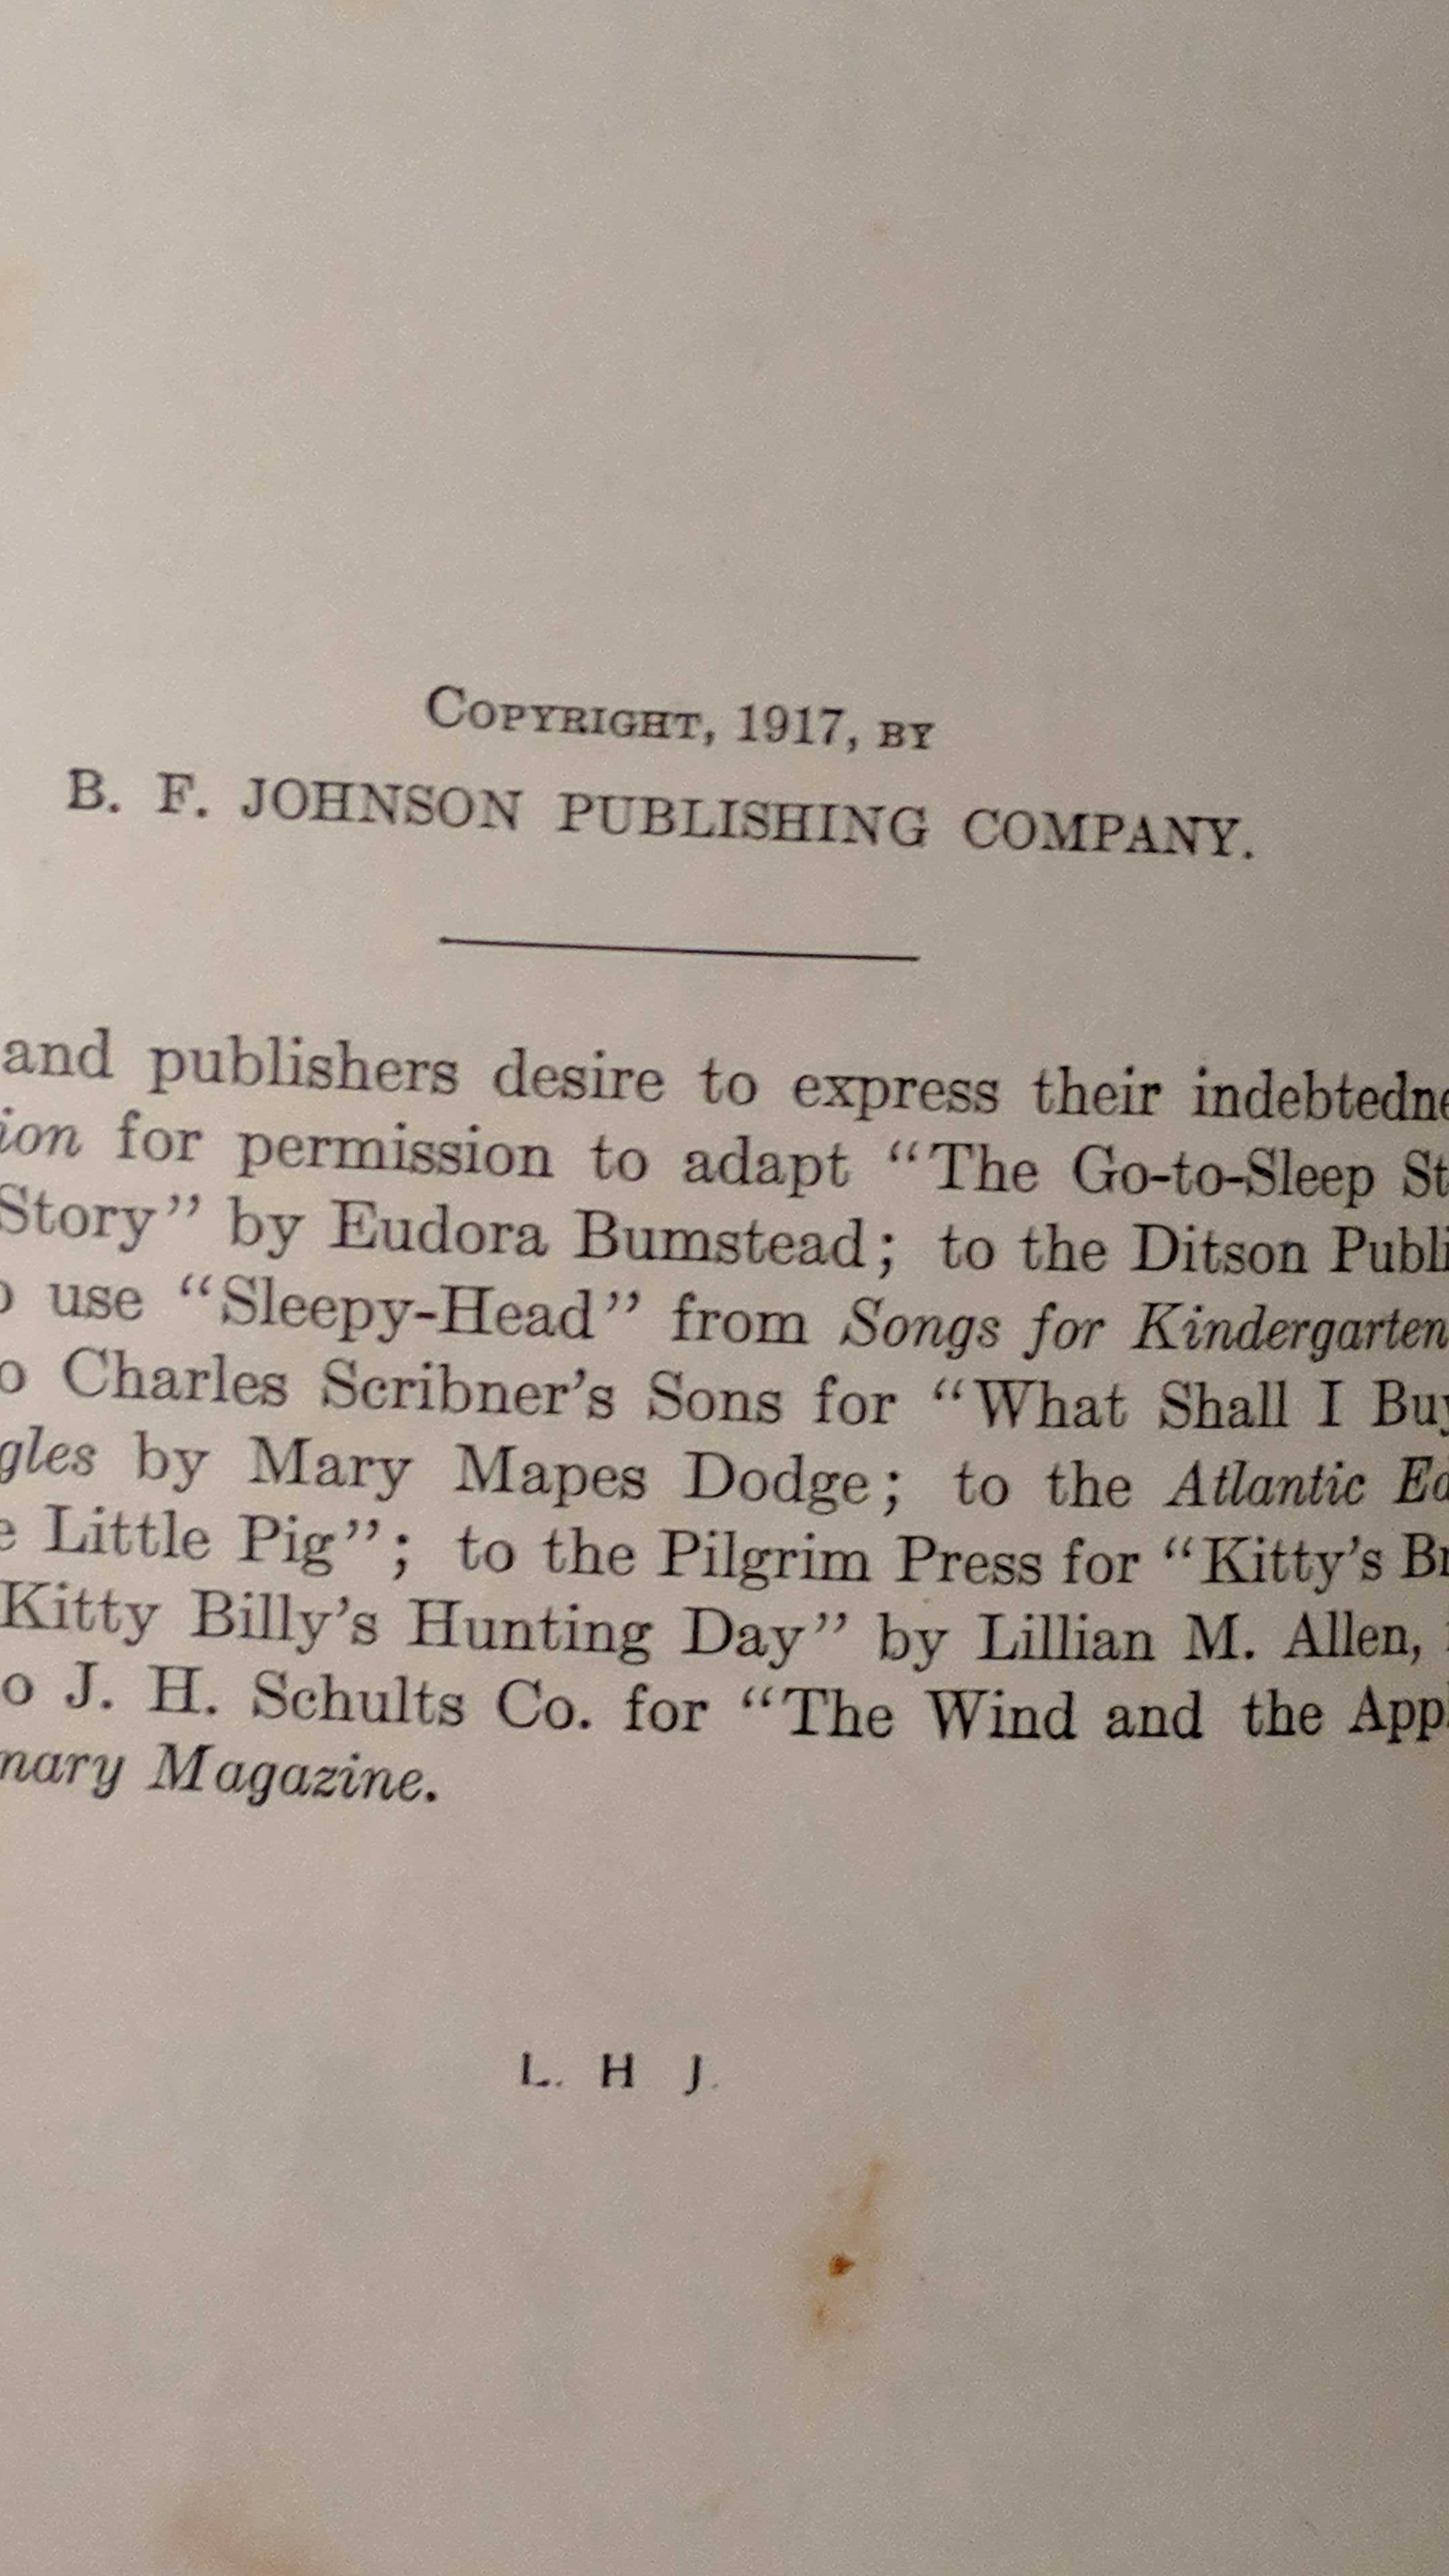 COPYRIGHT, 1917, BY
B. F. JOHNSON PUBLISHING COMPANY.
and publishers desire to express their
for permission to adapt “The Go-to-Sleep
Story” by Eudora Bumstead; to the Ditson
use “Sleepy-Head” from Songs for Kindergarten
Charles Scribner’s Sons for “What Shall I
by Mary Mapes Dodge; to the Atlantic
Little Pig”; to the Pilgrim Press for “Kitty’s
Kitty Billy’s Hunting Day” by Lillian M. Allen,
J. H. Schults Co. for “The Wind and the
Magazine.
L. H J.